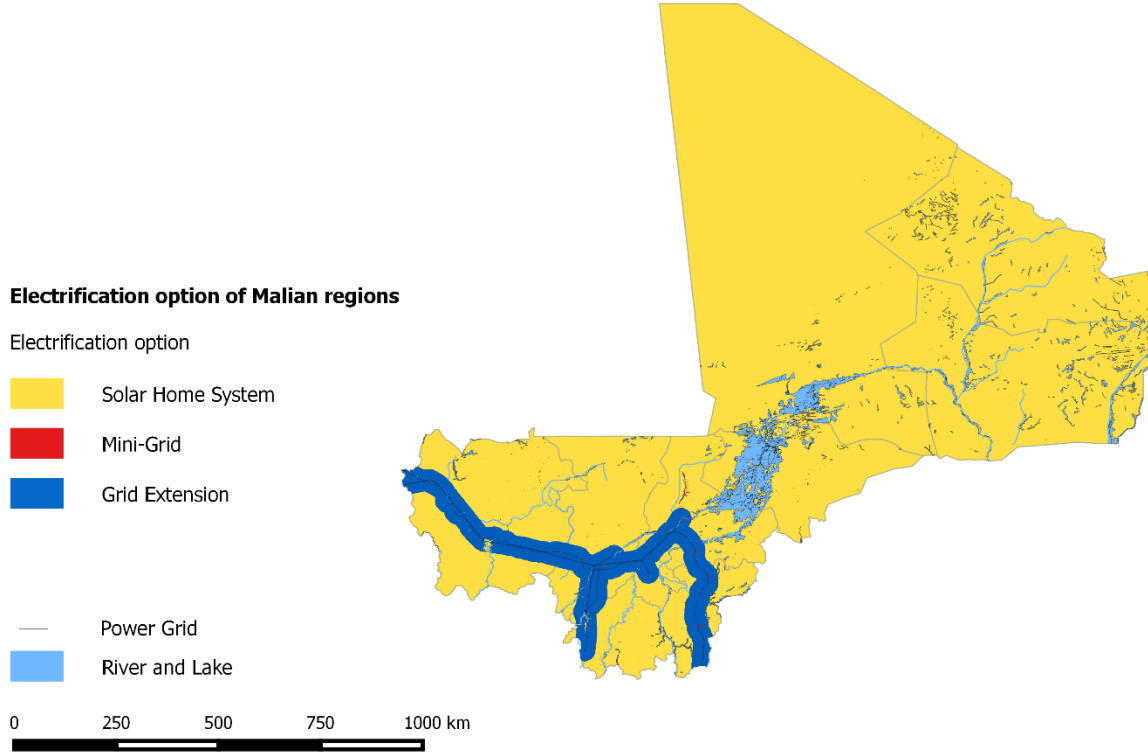 Electrification option of Malian regions
Electrification option
Solar Home System
Mini-Grid
Grid Extension
Power Grid
River and Lake
0 250 500 750 1000 km